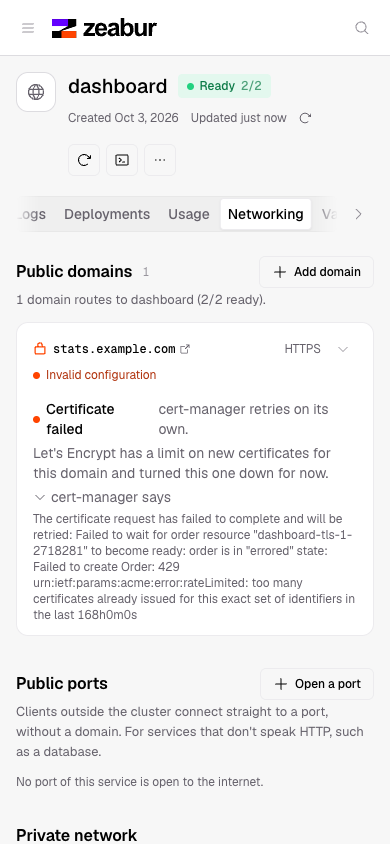 zeabur
dashboard
Ready 2/2
Created Oct 3, 2026 Updated just now
Deployments Usage Networking
Public domains 1
Add domain
1 domain routes to dashboard (2/2 ready).
stats.example.com
HTTPS
Invalid configuration
Certificate failed
cert-manager retries on its own.
Let's Encrypt has a limit on new certificates for
this domain and turned this one down for now.
cert-manager says
The certificate request has failed to complete and will be
retried: Failed to wait for order resource "dashboard-tls-1-
2718281" to become ready: order is in "errored" state:
Failed to create Order: 429
urn:ietf:params:acme:error:rateLimited: too many
certificates already issued for this exact set of identifiers in
the last 168h0m0s
Public ports
Open a port
Clients outside the cluster connect straight to a port,
without a domain. For services that don't speak HTTP, such
as a database.
No port of this service is open to the internet.
Private network